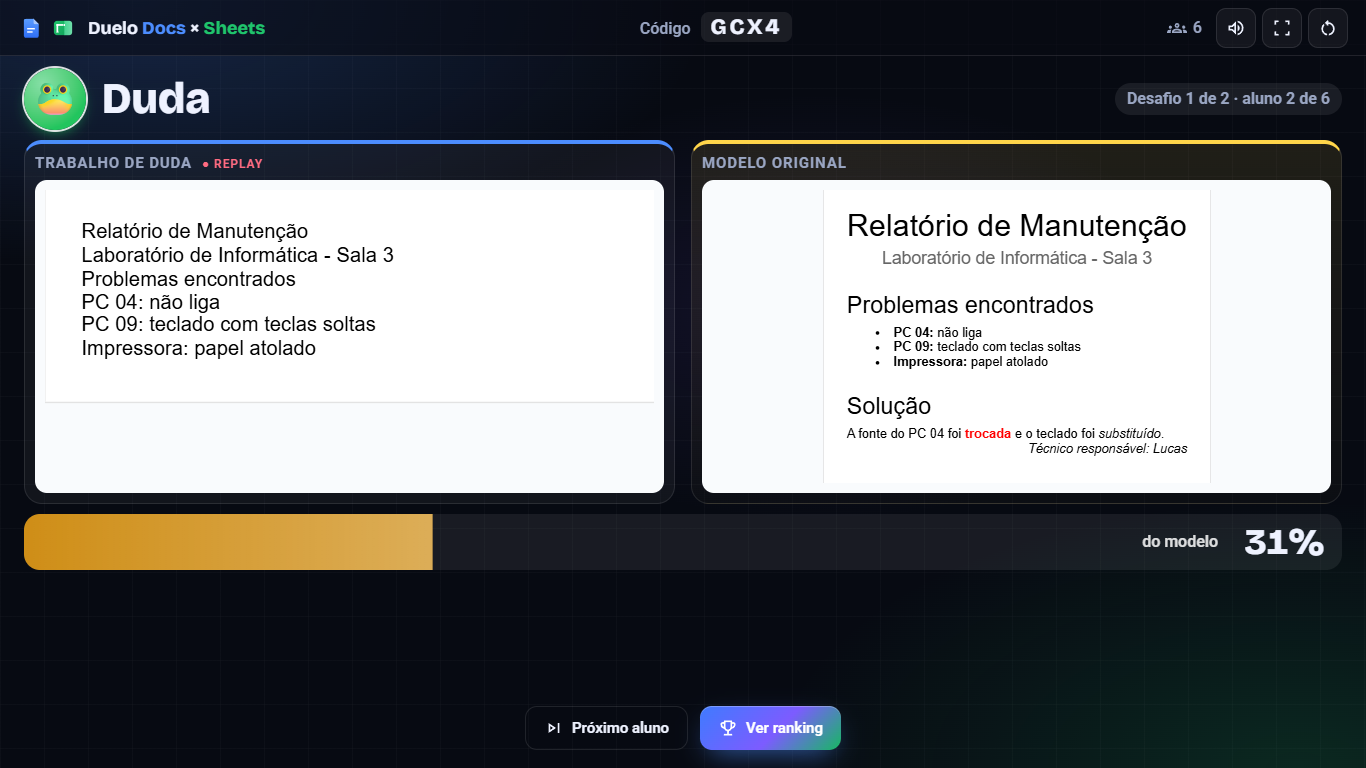 Duelo Docs × Sheets
Código GCX4
6
Duda
Desafio 1 de 2 · aluno 2 de 6
TRABALHO DE DUDA ● REPLAY
Relatório de Manutenção
Laboratório de Informática - Sala 3
Problemas encontrados
PC 04: não liga
PC 09: teclado com teclas soltas
Impressora: papel atolado
MODELO ORIGINAL
Relatório de Manutenção
Laboratório de Informática - Sala 3
Problemas encontrados
• PC 04: não liga
• PC 09: teclado com teclas soltas
• Impressora: papel atolado
Solução
A fonte do PC 04 foi trocada e o teclado foi substituído.
Técnico responsável: Lucas
do modelo 31%
Próximo aluno
Ver ranking